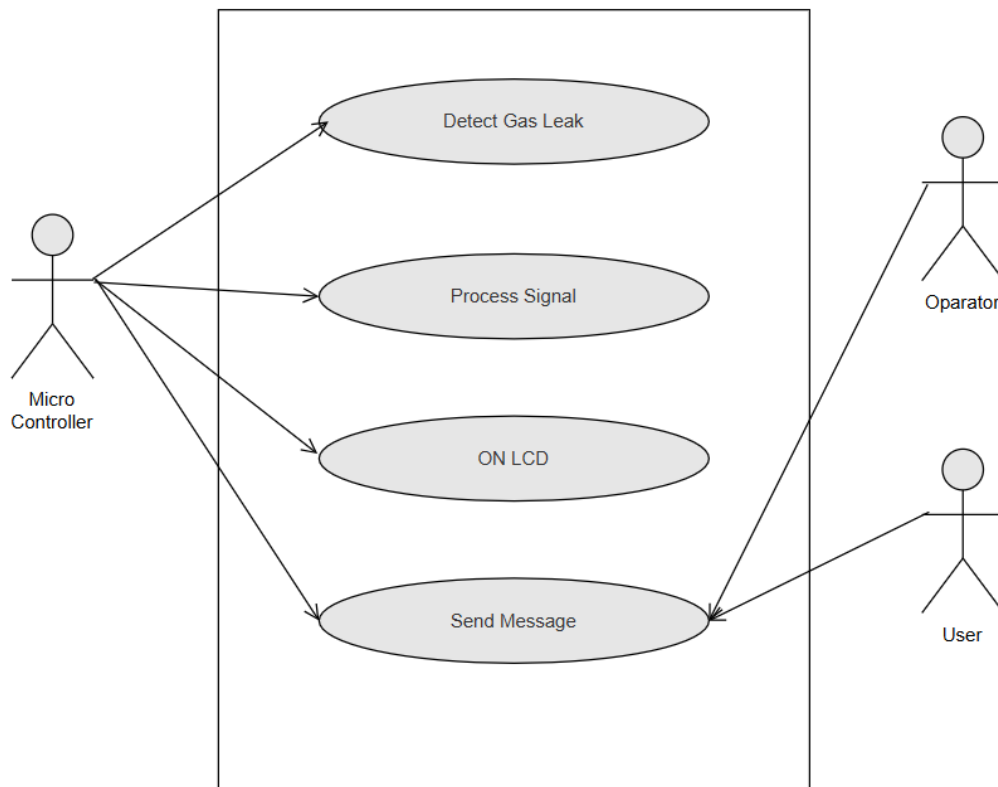 Detect Gas Leak
Process Signal
Oparator
Micro
Controller
ON LCD
Send Message
User